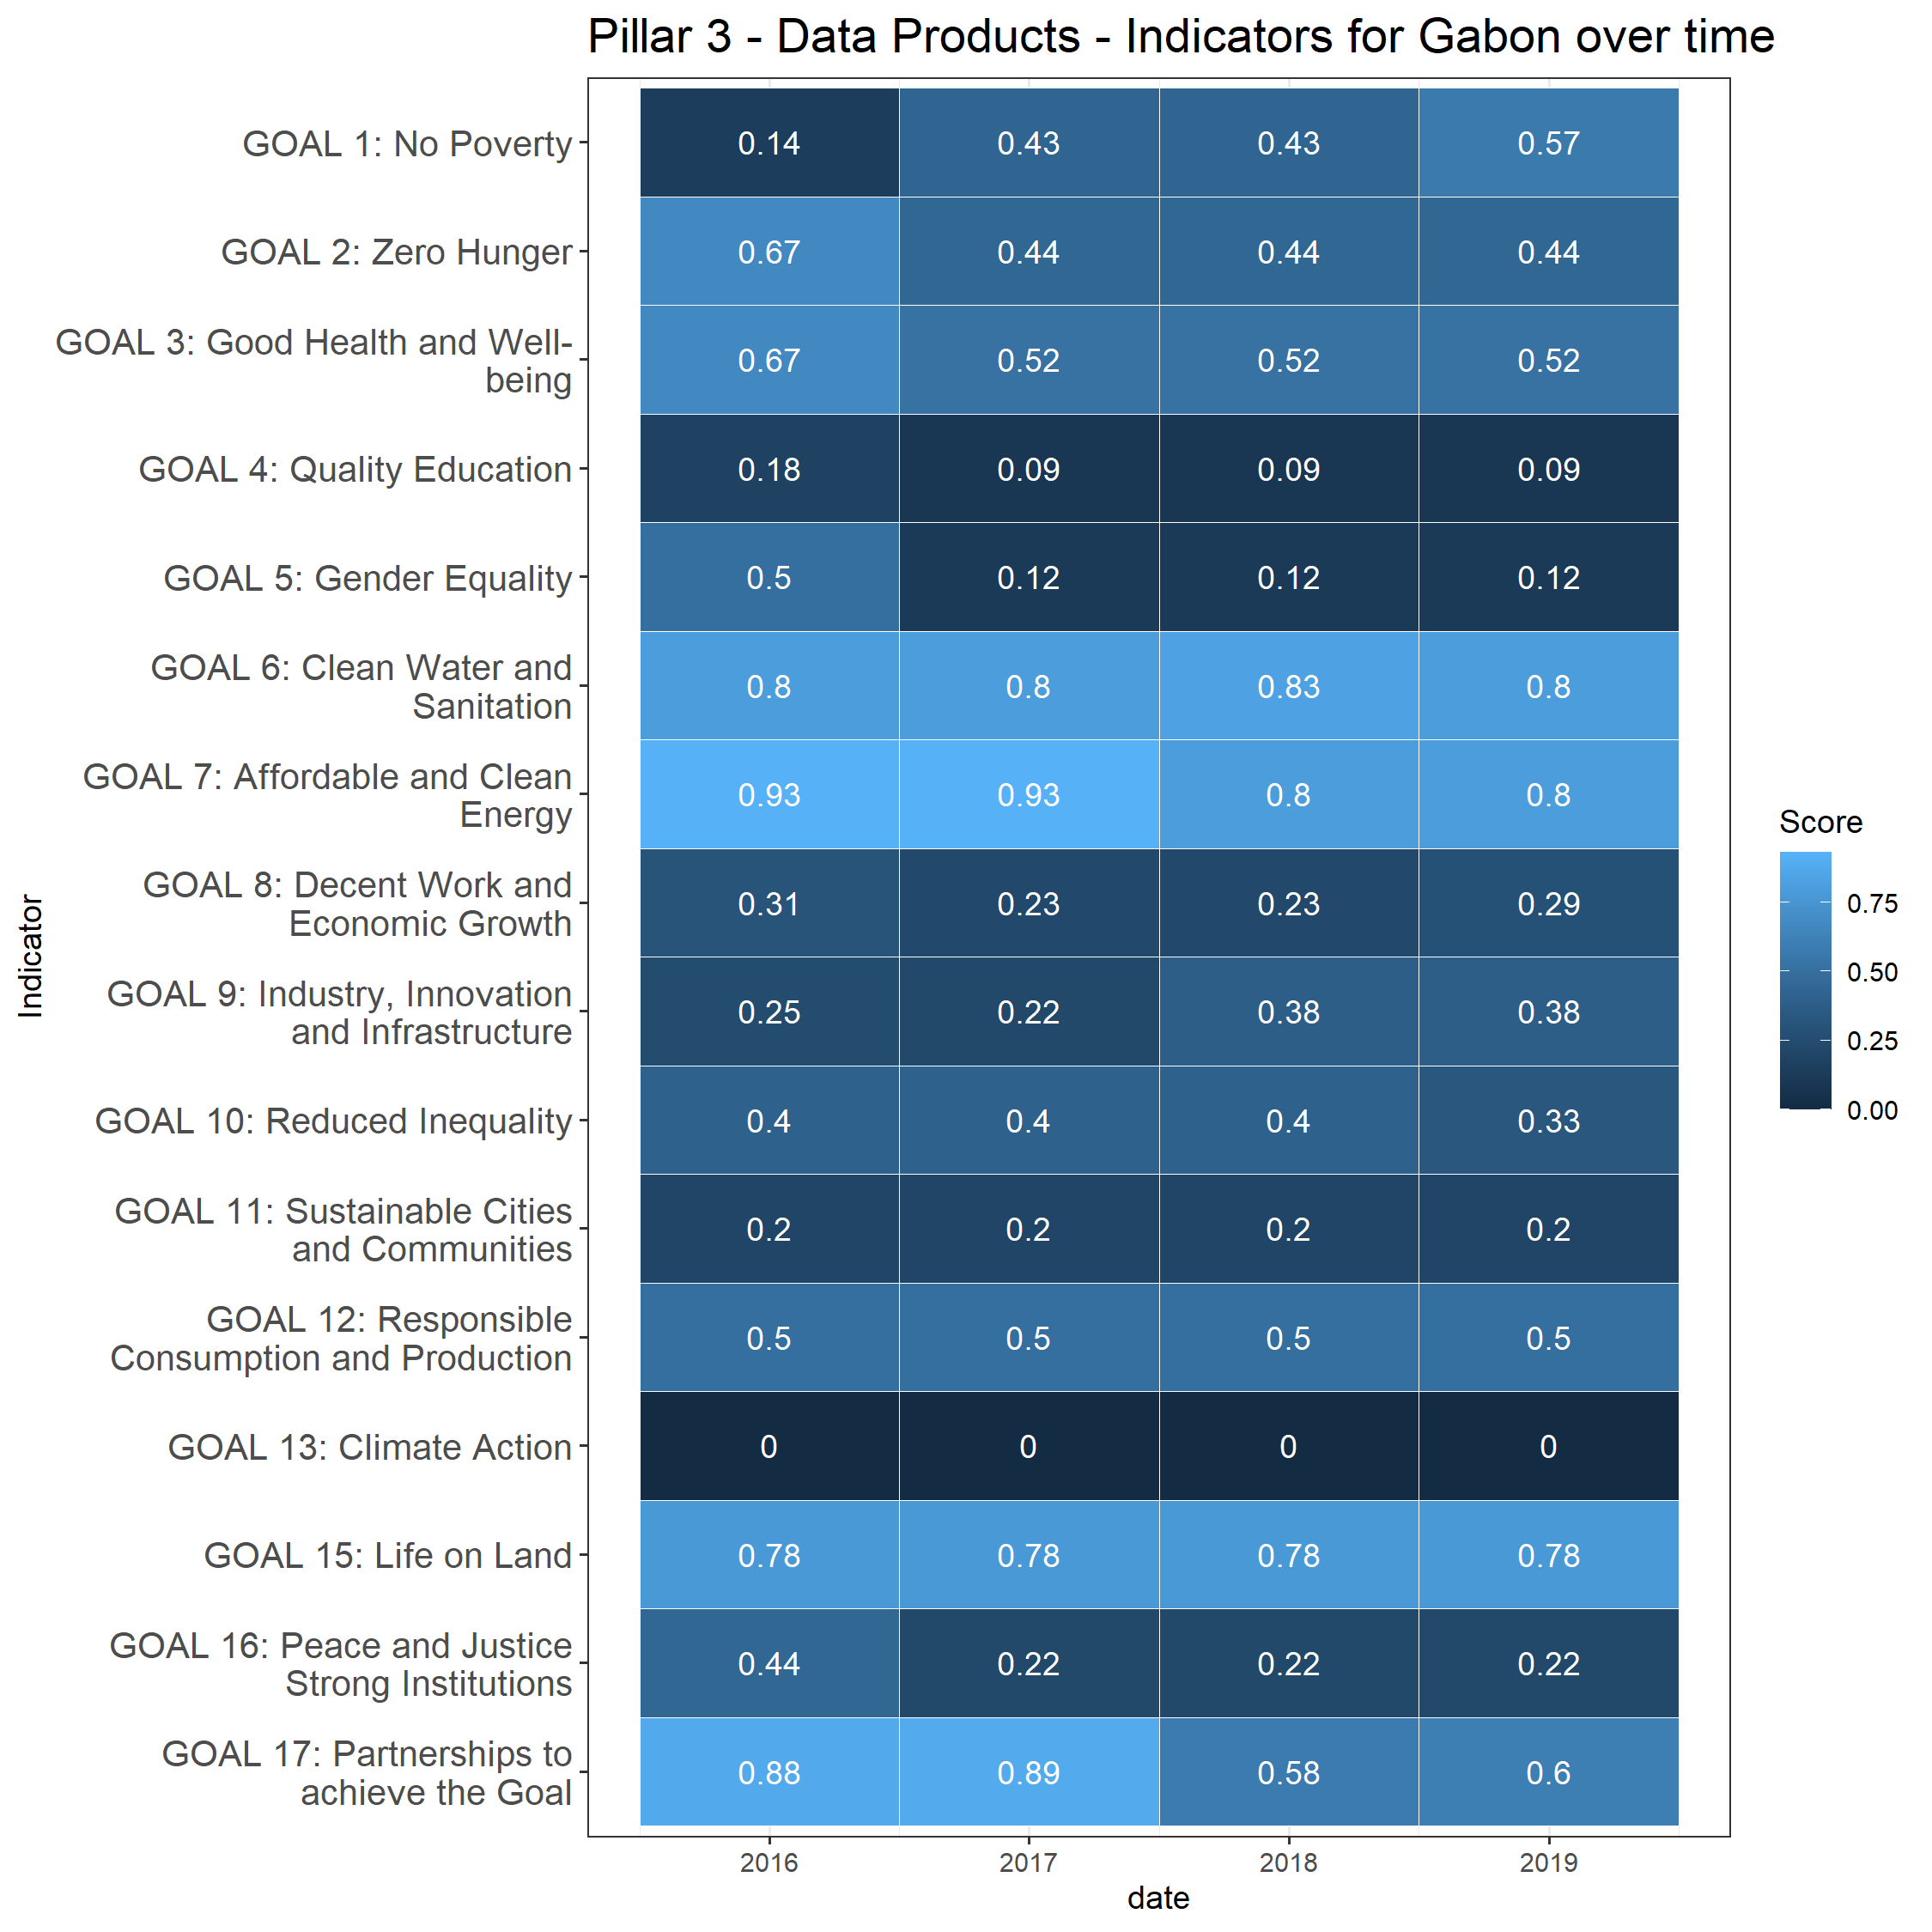 Pillar 3 - Data Products - Indicators for Gabon over time
Indicator
GOAL 1: No Poverty
0.14 0.43 0.43 0.57
GOAL 2: Zero Hunger
0.67 0.44 0.44 0.44
GOAL 3: Good Health and Well-
being
0.67 0.52 0.52 0.52
GOAL 4: Quality Education
0.18 0.09 0.09 0.09
GOAL 5: Gender Equality
0.5 0.12 0.12 0.12
GOAL 6: Clean Water and
Sanitation
0.8 0.8 0.83 0.8
GOAL 7: Affordable and Clean
Energy
0.93 0.93 0.8 0.8
GOAL 8: Decent Work and
Economic Growth
0.31 0.23 0.23 0.29
GOAL 9: Industry, Innovation
and Infrastructure
0.25 0.22 0.38 0.38
GOAL 10: Reduced Inequality
0.4 0.4 0.4 0.33
GOAL 11: Sustainable Cities
and Communities
0.2 0.2 0.2 0.2
GOAL 12: Responsible
Consumption and Production
0.5 0.5 0.5 0.5
GOAL 13: Climate Action
0 0 0 0
GOAL 15: Life on Land
0.78 0.78 0.78 0.78
GOAL 16: Peace and Justice
Strong Institutions
0.44 0.22 0.22 0.22
GOAL 17: Partnerships to
achieve the Goal
0.88 0.89 0.58 0.6
2016 2017 2018 2019
date
Score
0.75
0.50
0.25
0.00